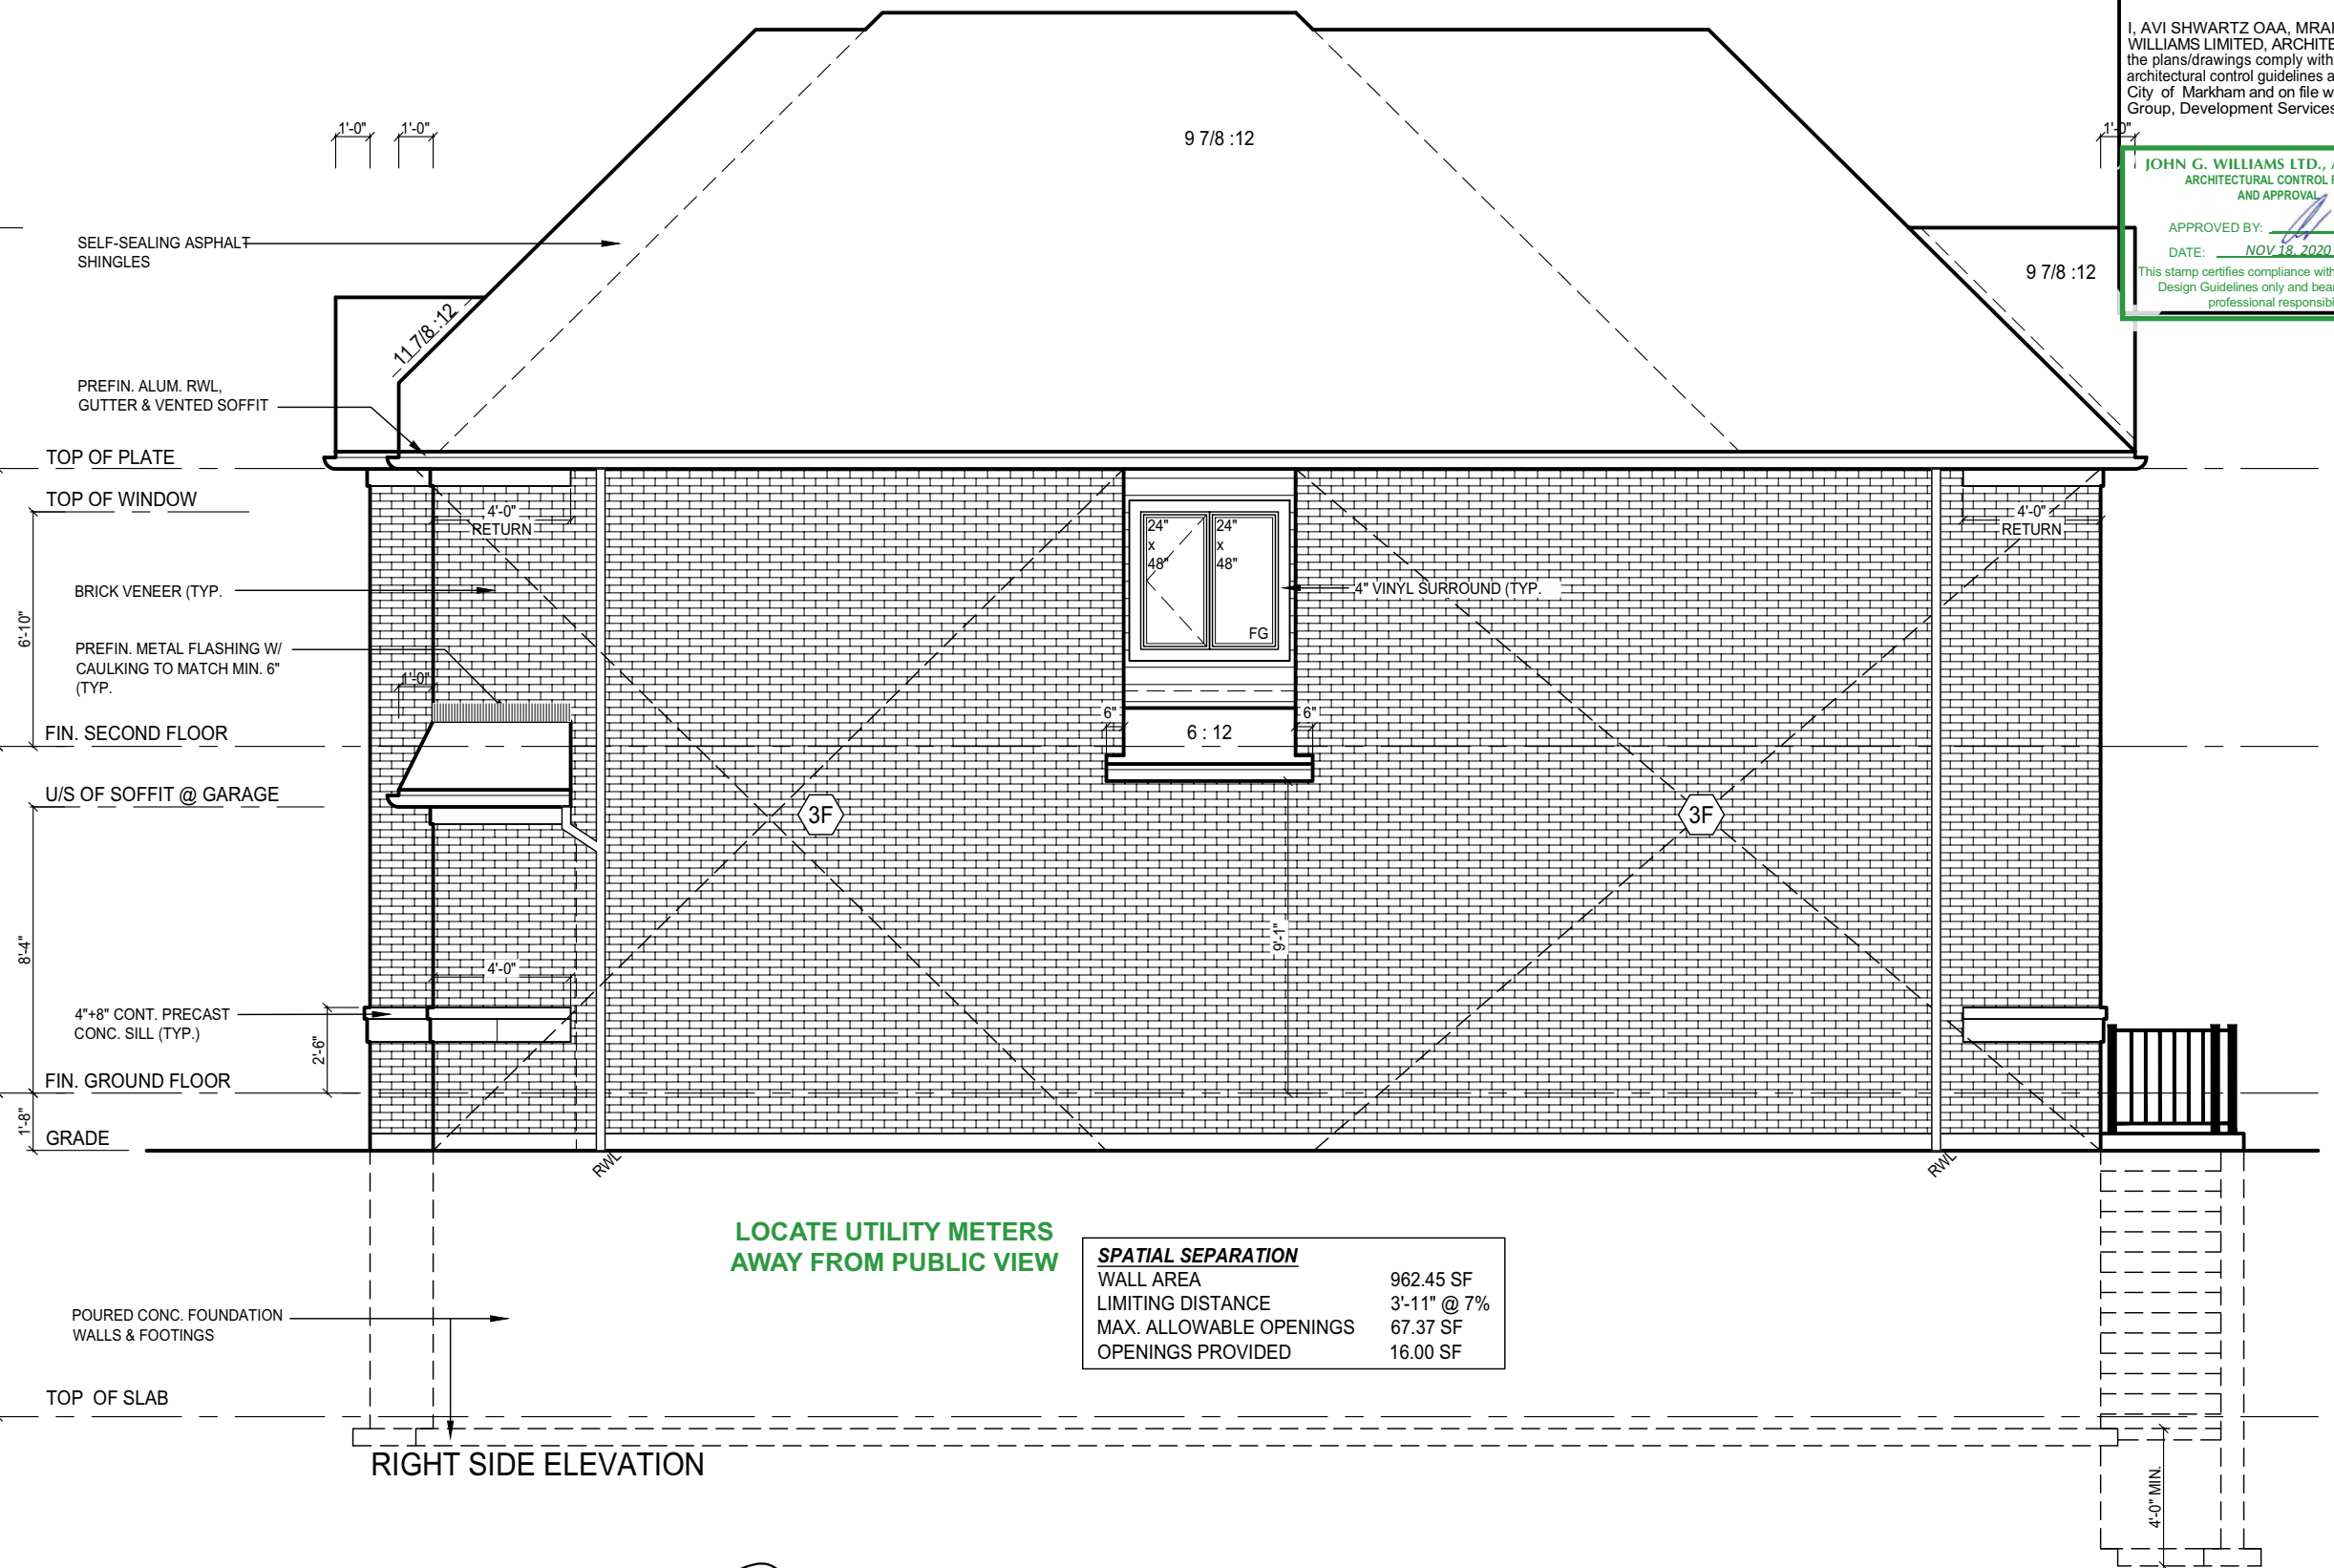 I, AVI SHWARTZ OAA, MRAI
WILLIAMS LIMITED, ARCHITE
the plans/drawings comply with
architectural control guidelines a
City of Markham and on file w
Group, Development Services
1'-0"
1'-0"
1'-0"
9 7/8 :12
JOHN G. WILLIAMS LTD., A
ARCHITECTURAL CONTROL R
AND APPROVAL
APPROVED BY:
DATE: NOV 18, 2020
This stamp certifies compliance with
Design Guidelines only and bear
professional responsibi
SELF-SEALING ASPHALT
SHINGLES
9 7/8 :12
11 7/8 :12
PREFIN. ALUM. RWL,
GUTTER & VENTED SOFFIT
TOP OF PLATE
TOP OF WINDOW
4'-0"
RETURN
24"
x
48"
24"
x
48"
FG
4'-0"
RETURN
BRICK VENEER (TYP.
4" VINYL SURROUND (TYP.
6'-10"
PREFIN. METAL FLASHING W/
CAULKING TO MATCH MIN. 6"
(TYP.
1'-0"
6"
6"
FIN. SECOND FLOOR
6 : 12
U/S OF SOFFIT @ GARAGE
3F
3F
8'-4"
9'-1"
4'-0"
4"+8" CONT. PRECAST
CONC. SILL (TYP.)
2'-6"
FIN. GROUND FLOOR
1'-8"
GRADE
RWL
RWL
LOCATE UTILITY METERS
AWAY FROM PUBLIC VIEW
SPATIAL SEPARATION
WALL AREA 962.45 SF
LIMITING DISTANCE 3'-11" @ 7%
MAX. ALLOWABLE OPENINGS 67.37 SF
OPENINGS PROVIDED 16.00 SF
POURED CONC. FOUNDATION
WALLS & FOOTINGS
TOP OF SLAB
RIGHT SIDE ELEVATION
4'-0" MIN.